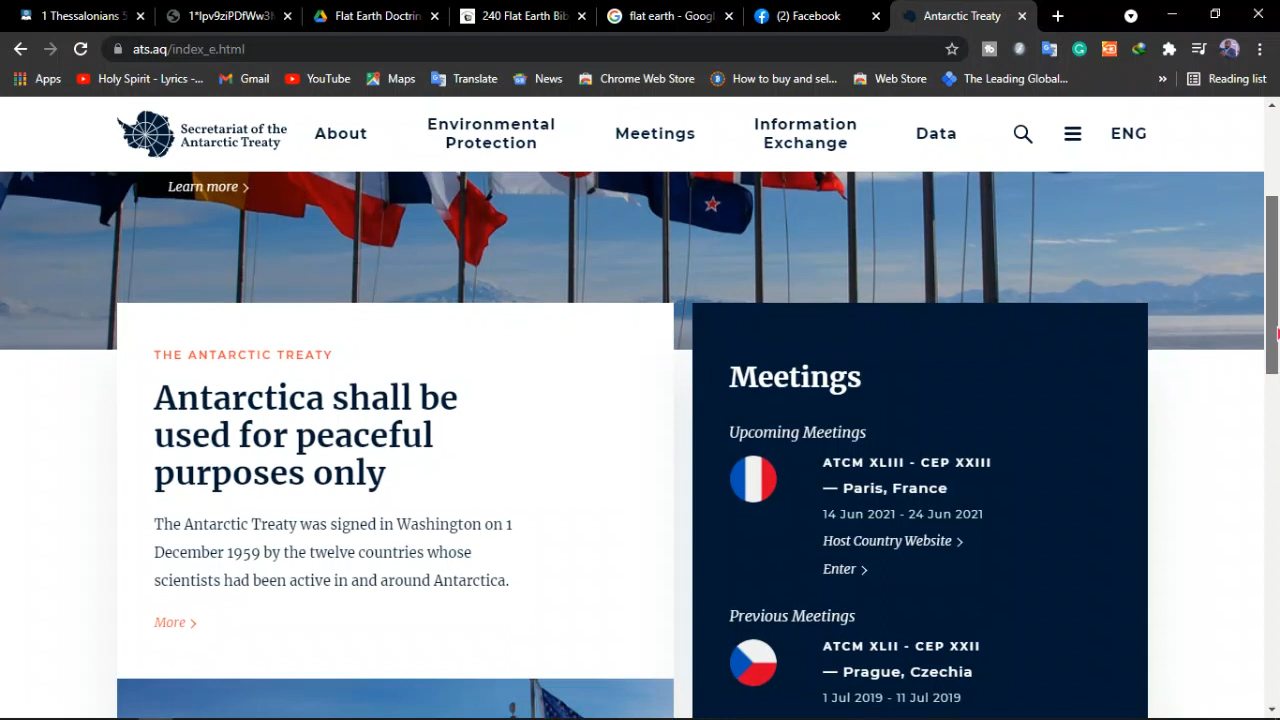 1 Thessalonians 5
1*Ipv9ziPDfWw3
Flat Earth Doctrin
240 Flat Earth Bib
flat earth - Googl
(2) Facebook
Antarctic Treaty
ats.aq/index_e.html
Apps
Holy Spirit - Lyrics -...
Gmail
YouTube
Maps
Translate
News
Chrome Web Store
How to buy and sel...
Web Store
The Leading Global...
»
Reading list
Secretariat of the
Antarctic Treaty
About
Environmental
Protection
Meetings
Information
Exchange
Data
ENG
Learn more >
THE ANTARCTIC TREATY
Antarctica shall be
used for peaceful
purposes only
The Antarctic Treaty was signed in Washington on 1
December 1959 by the twelve countries whose
scientists had been active in and around Antarctica.
More >
Meetings
Upcoming Meetings
ATCM XLIII - CEP XXIII
— Paris, France
14 Jun 2021 - 24 Jun 2021
Host Country Website >
Enter >
Previous Meetings
ATCM XLII - CEP XXII
— Prague, Czechia
1 Jul 2019 - 11 Jul 2019